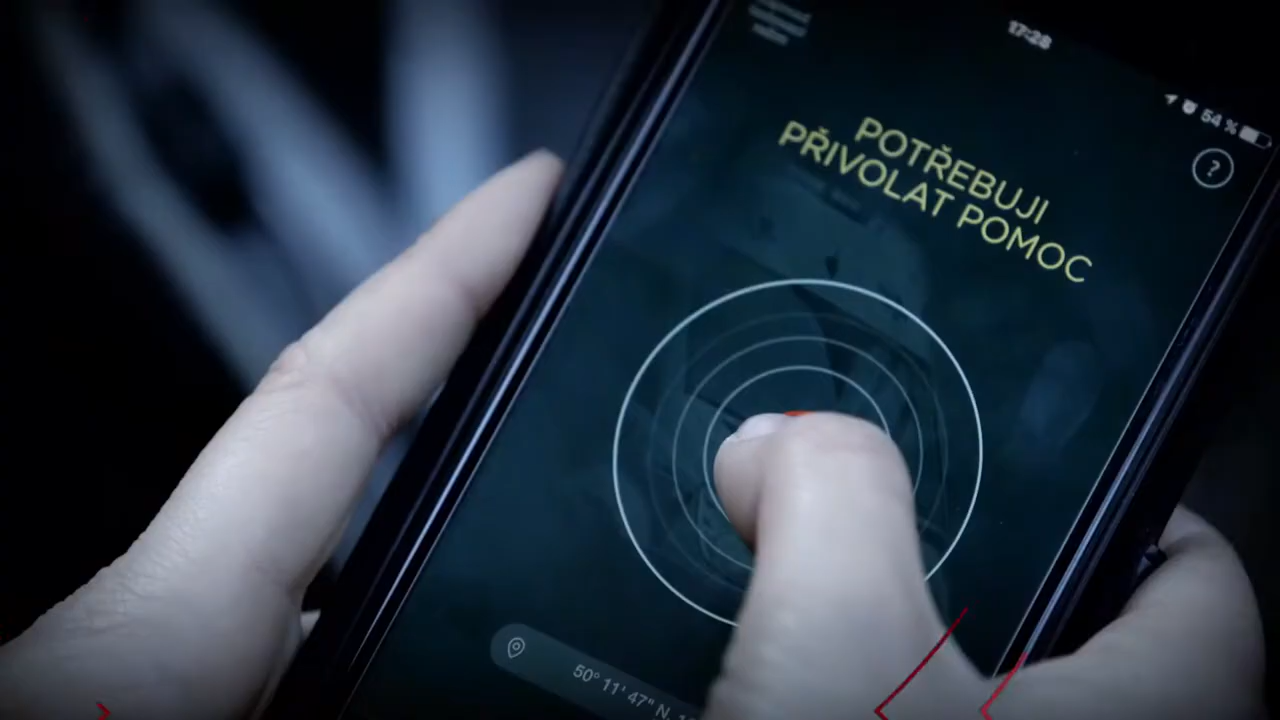 17:28
54 %
?
POTŘEBUJI
PŘIVOLAT POMOC
50° 11' 47" N,